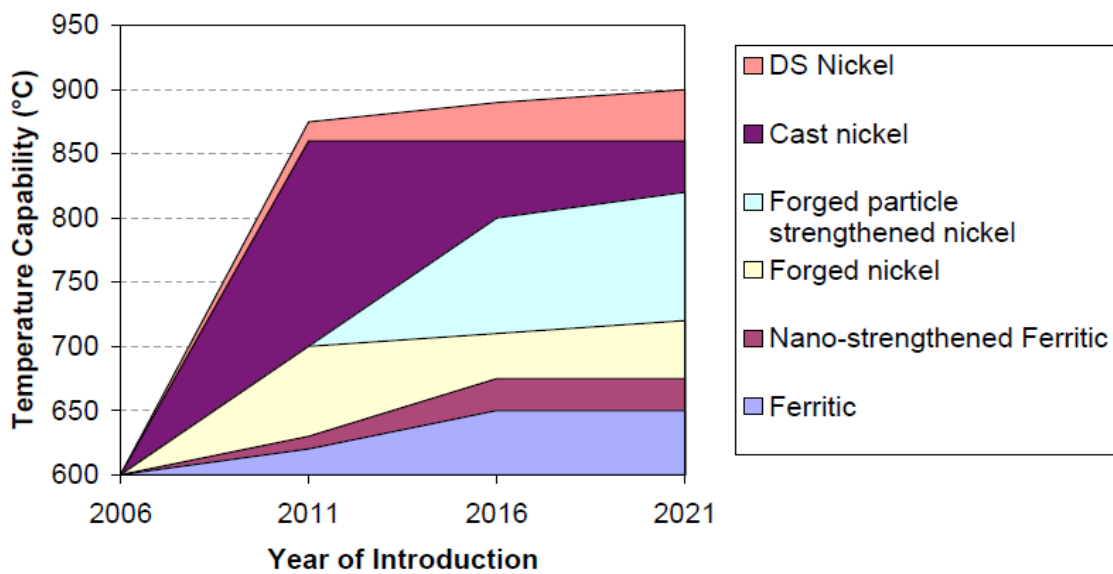 950
900
850
800
750
700
650
600
Temperature Capability (°C)
2006 2011 2016 2021
Year of Introduction
DS Nickel
Cast nickel
Forged particle
strengthened nickel
Forged nickel
Nano-strengthened Ferritic
Ferritic